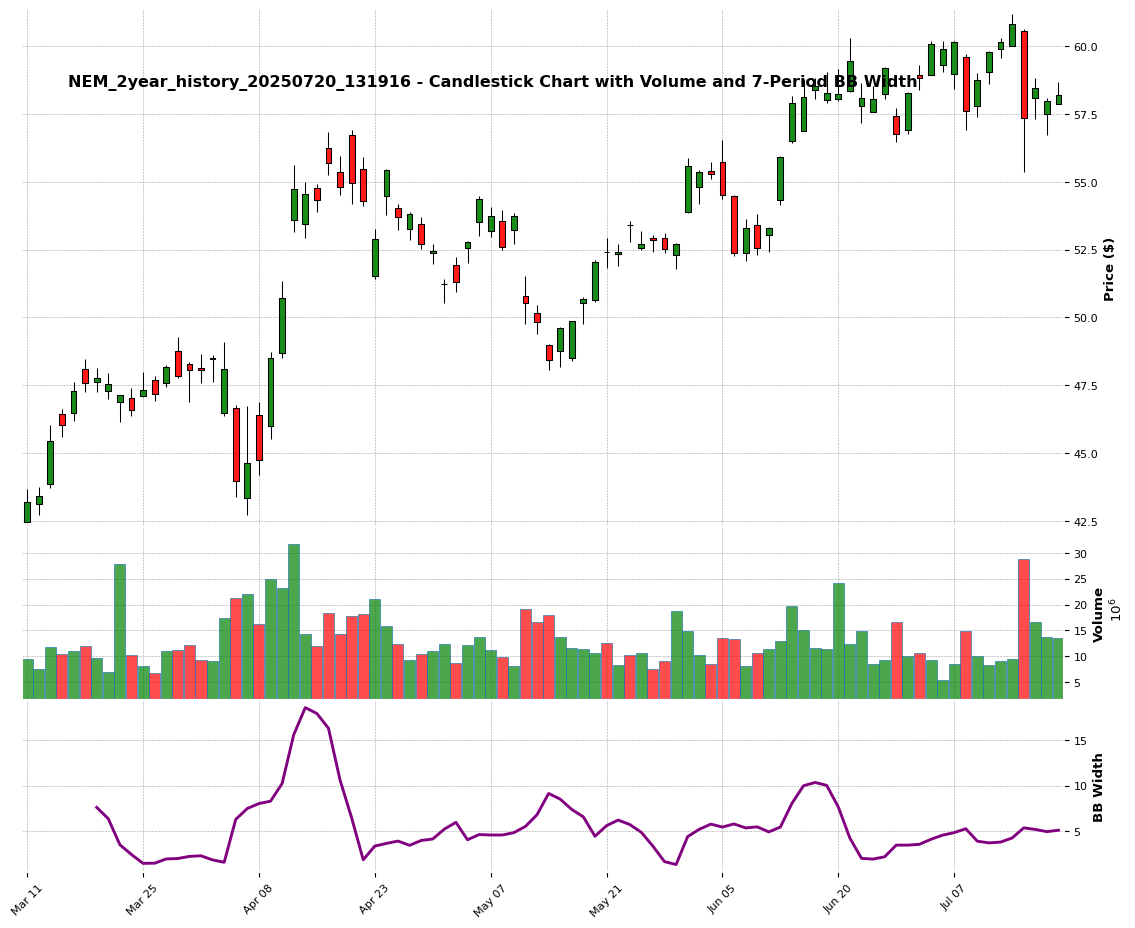 NEM_2year_history_20250720_131916 - Candlestick Chart with Volume and 7-Period BB Width
60.0
57.5
55.0
52.5
50.0
47.5
45.0
42.5
Price ($)
30
25
20
15
10
5
Volume
10^6
15
10
5
BB Width
Mar 11
Mar 25
Apr 08
Apr 23
May 07
May 21
Jun 05
Jun 20
Jul 07